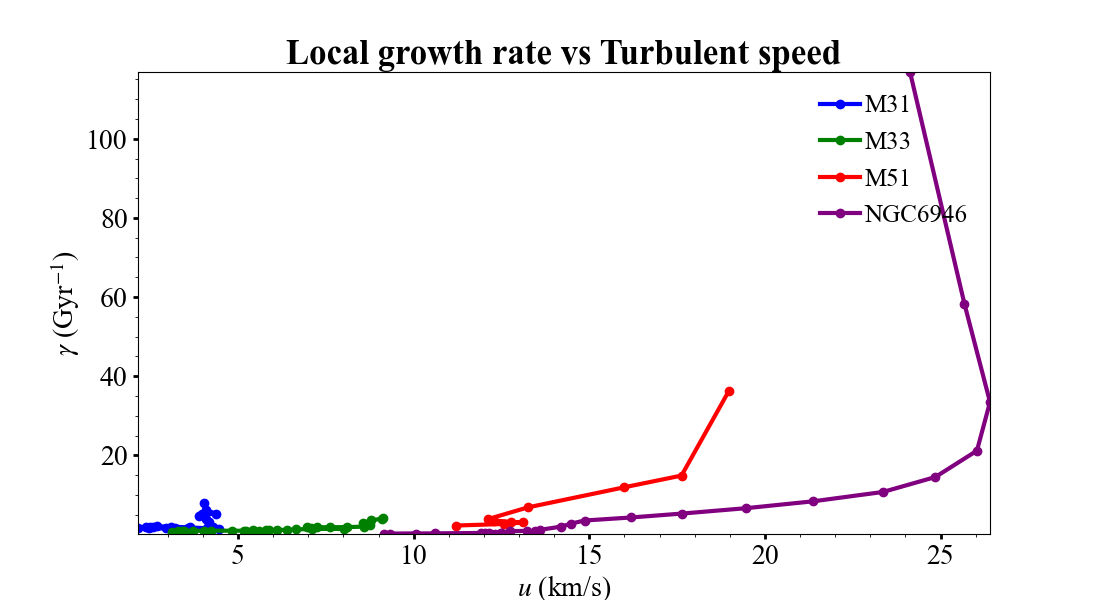 Local growth rate vs Turbulent speed
M31
M33
M51
NGC6946
100
80
60
40
20
γ (Gyr⁻¹)
5 10 15 20 25
u (km/s)